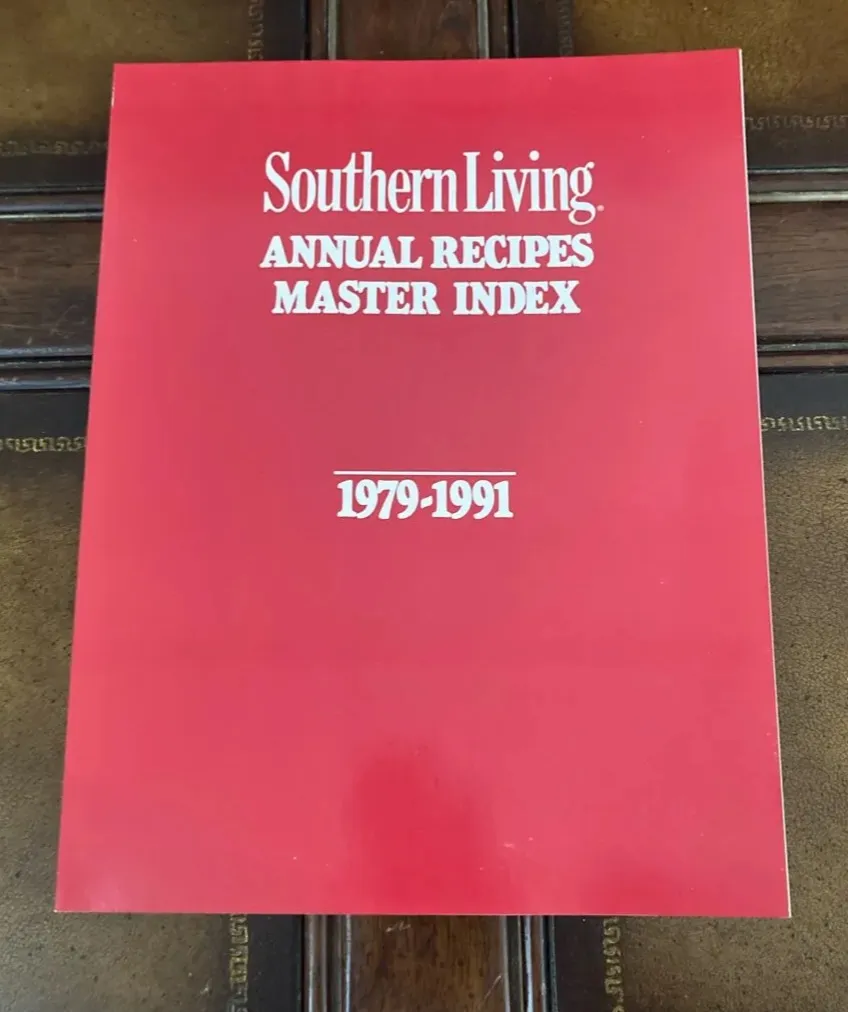 Southern Living®
ANNUAL RECIPES
MASTER INDEX
1979-1991